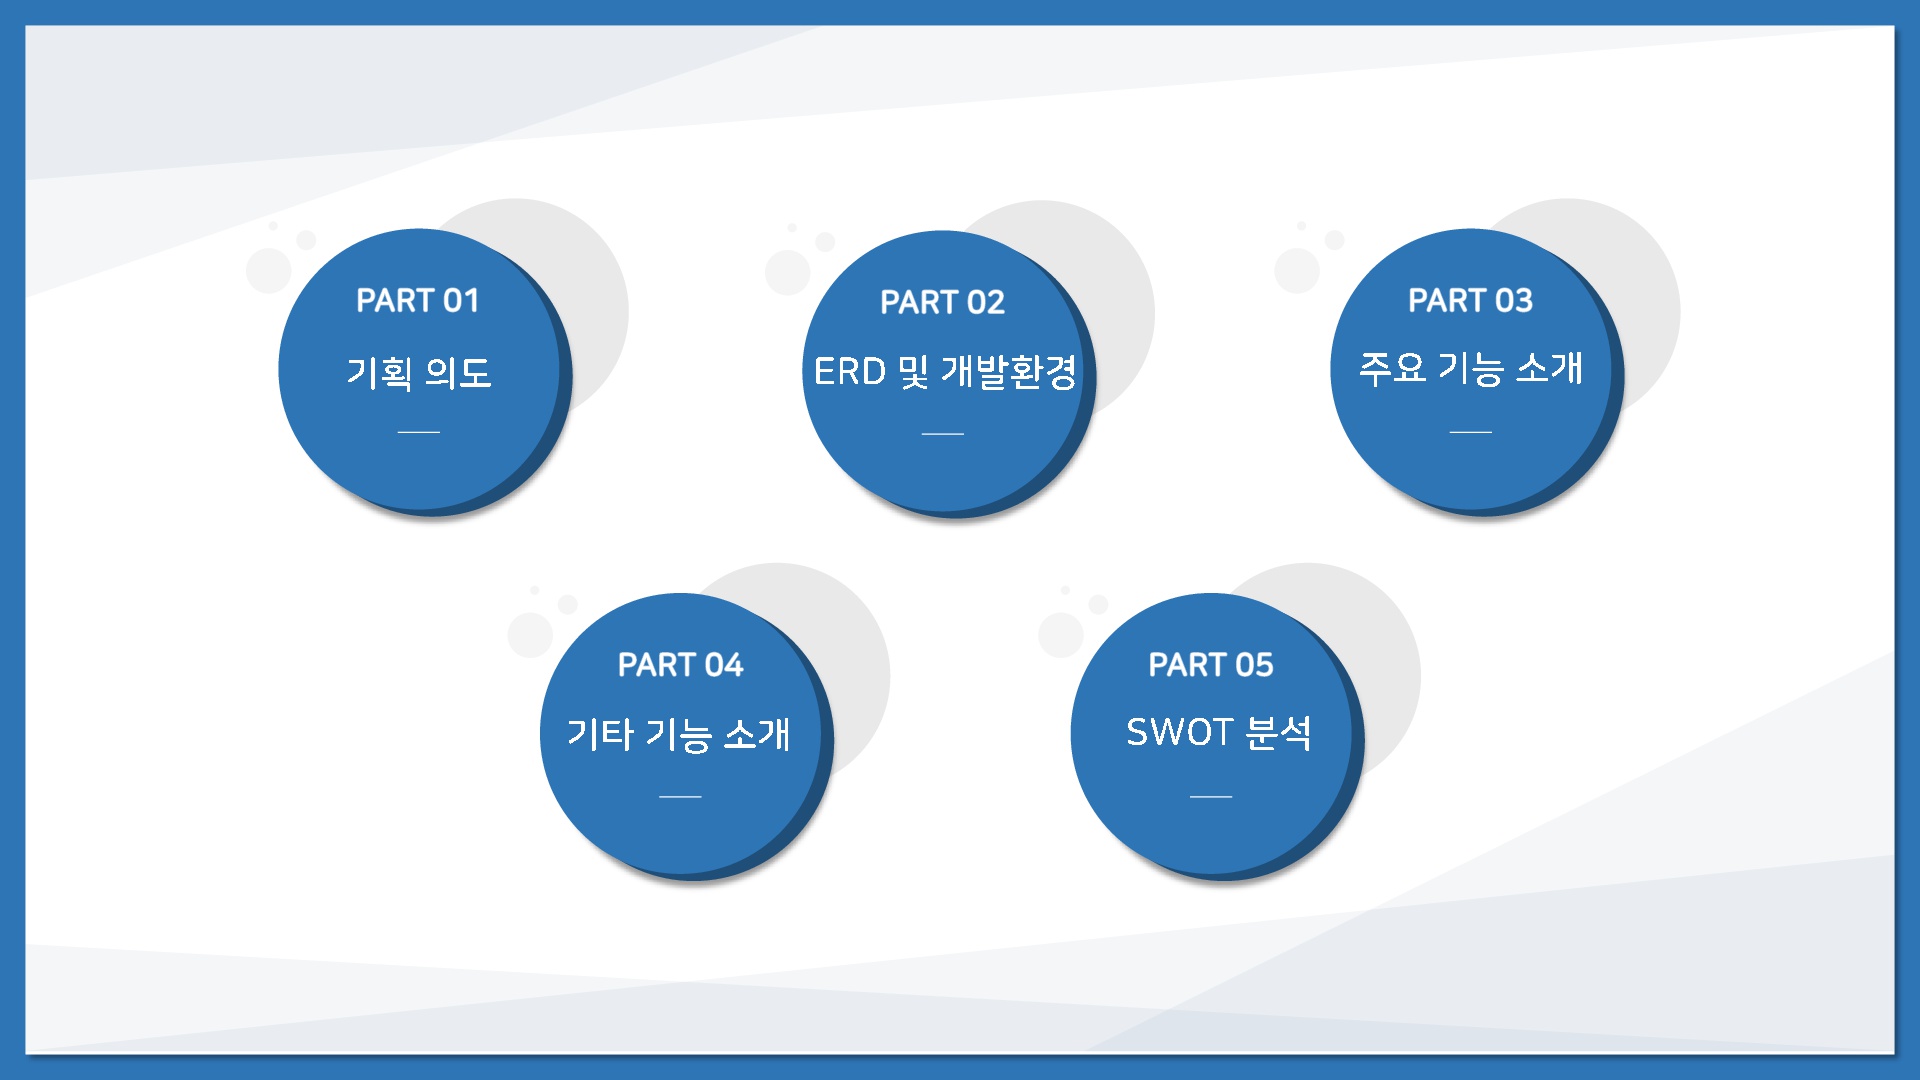 PART 01
기획 의도
PART 02
ERD 및 개발환경
PART 03
주요 기능 소개
PART 04
기타 기능 소개
PART 05
SWOT 분석